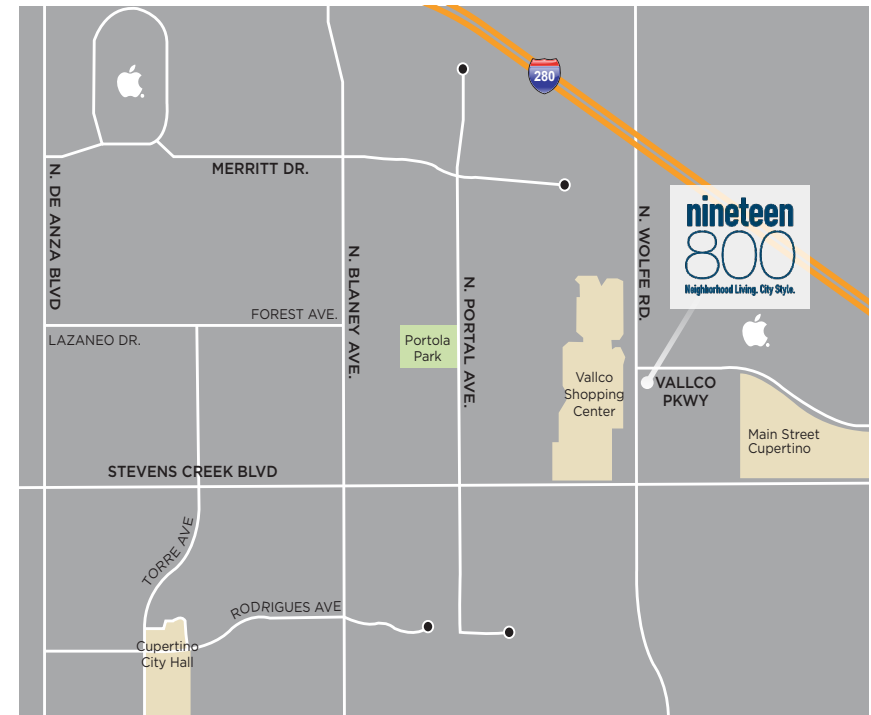 280
MERRITT DR.
N. DE ANZA BLVD
N. WOLFE RD.
nineteen
800
Neighborhood Living. City Style.
N. BLANEY AVE.
N. PORTAL AVE.
FOREST AVE.
LAZANEO DR.
Portola
Park
Vallco
Shopping
Center
VALLCO
PKWY
Main Street
Cupertino
STEVENS CREEK BLVD
TORRE AVE
RODRIGUES AVE
Cupertino
City Hall